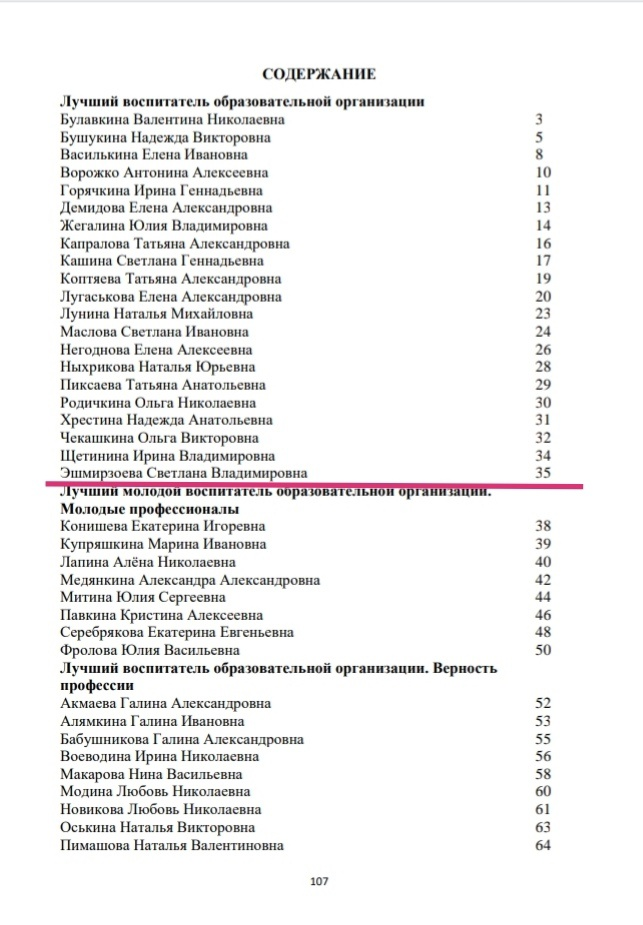 СОДЕРЖАНИЕ
Лучший воспитатель образовательной организации
Булавкина Валентина Николаевна 3
Бушукина Надежда Викторовна 5
Василькина Елена Ивановна 8
Ворожко Антонина Алексеевна 10
Горячкина Ирина Геннадьевна 11
Демидова Елена Александровна 13
Жегалина Юлия Владимировна 14
Капралова Татьяна Александровна 16
Кашина Светлана Геннадьевна 17
Коптяева Татьяна Александровна 19
Лугаськова Елена Александровна 20
Лунина Наталья Михайловна 23
Маслова Светлана Ивановна 24
Негоднова Елена Алексеевна 26
Ныхрикова Наталья Юрьевна 28
Пиксаева Татьяна Анатольевна 29
Родичкина Ольга Николаевна 30
Хрестина Надежда Анатольевна 31
Чекашкина Ольга Викторовна 32
Щетинина Ирина Владимировна 34
Эшмирзоева Светлана Владимировна 35
Лучший молодой воспитатель образовательной организации.
Молодые профессионалы
Конишева Екатерина Игоревна 38
Купряшкина Марина Ивановна 39
Лапина Алёна Николаевна 40
Медянкина Александра Александровна 42
Митина Юлия Сергеевна 44
Павкина Кристина Алексеевна 46
Серебрякова Екатерина Евгеньевна 48
Фролова Юлия Васильевна 50
Лучший воспитатель образовательной организации. Верность
профессии
Акмаева Галина Александровна 52
Алямкина Галина Ивановна 53
Бабушникова Галина Александровна 55
Воеводина Ирина Николаевна 56
Макарова Нина Васильевна 58
Модина Любовь Николаевна 60
Новикова Любовь Николаевна 61
Оськина Наталья Викторовна 63
Пимашова Наталья Валентиновна 64
107